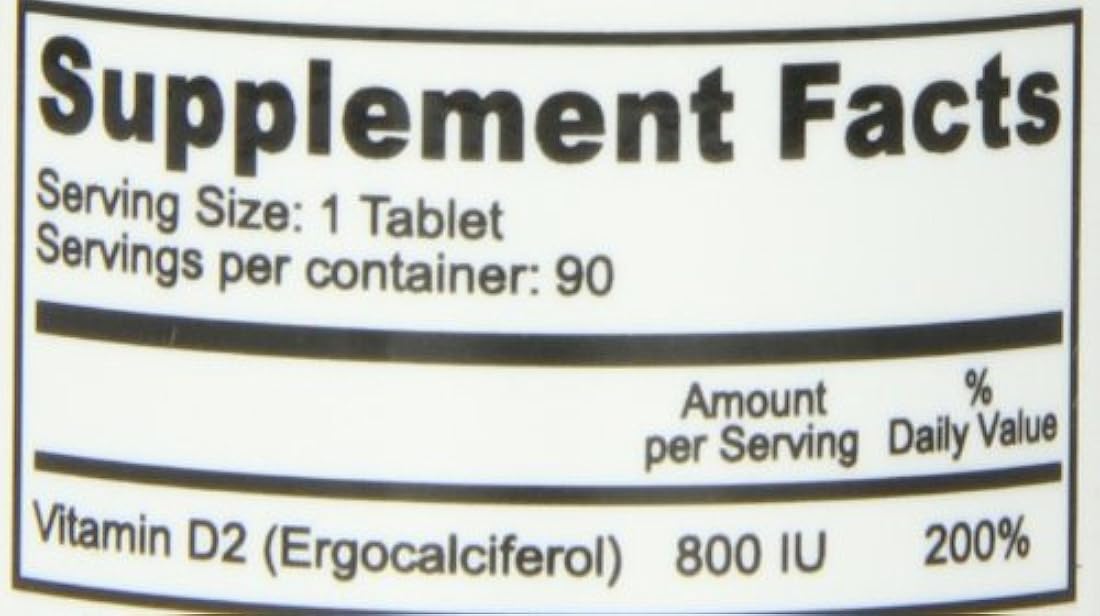 Supplement Facts
Serving Size: 1 Tablet
Servings per container: 90
Amount per Serving
% Daily Value
Vitamin D2 (Ergocalciferol) 800 IU 200%